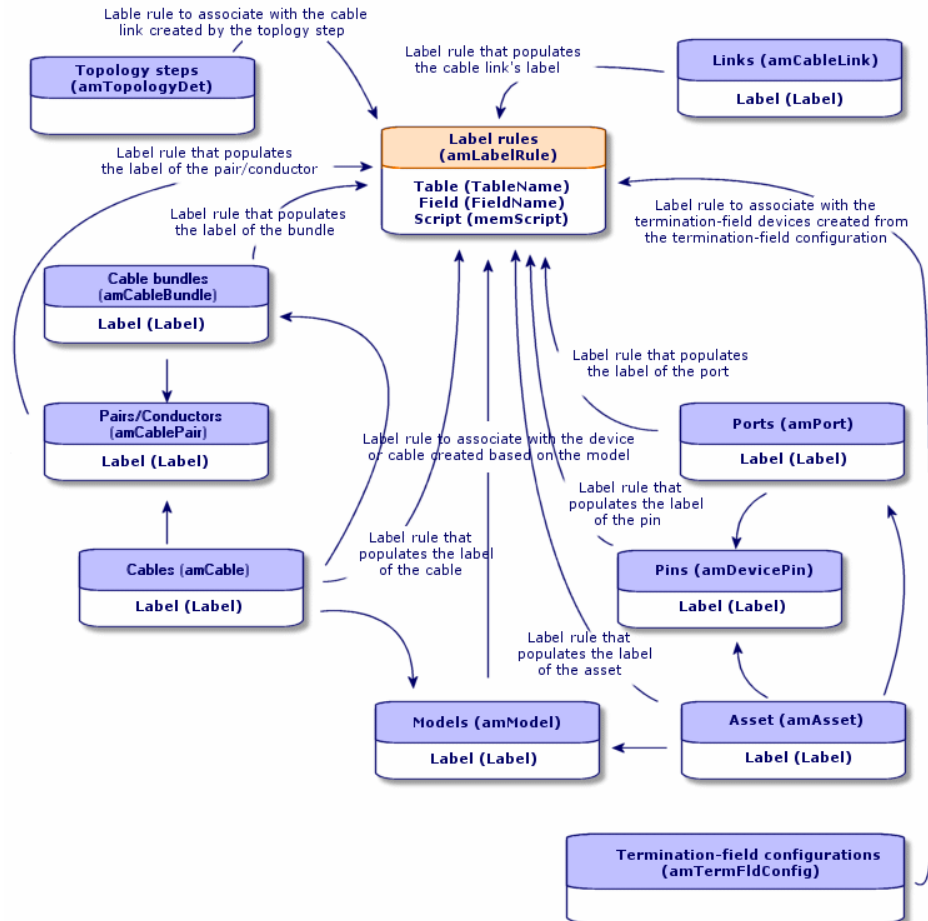 Lable rule to associate with the cable
link created by the toplogy step
Topology steps
(amTopologyDet)
Label rule that populates
the cable link's label
Links (amCableLink)
Label (Label)
Label rules
(amLabelRule)
Table (TableName)
Field (FieldName)
Script (memScript)
Label rule that populates
the label of the pair/conductor
Label rule that populates
the label of the bundle
Label rule to associate with the
termination-field devices created from
the termination-field configuration
Cable bundles
(amCableBundle)
Label (Label)
Label rule that populates
the label of the port
Pairs/Conductors
(amCablePair)
Label (Label)
Ports (amPort)
Label (Label)
Label rule to associate with the device
or cable created based on the model
Label rule that
populates the label
of the pin
Label rule that
populates the label
of the cable
Cables (amCable)
Label (Label)
Pins (amDevicePin)
Label (Label)
Label rule that
populates the label
of the asset
Models (amModel)
Label (Label)
Asset (amAsset)
Label (Label)
Termination-field configurations
(amTermFldConfig)